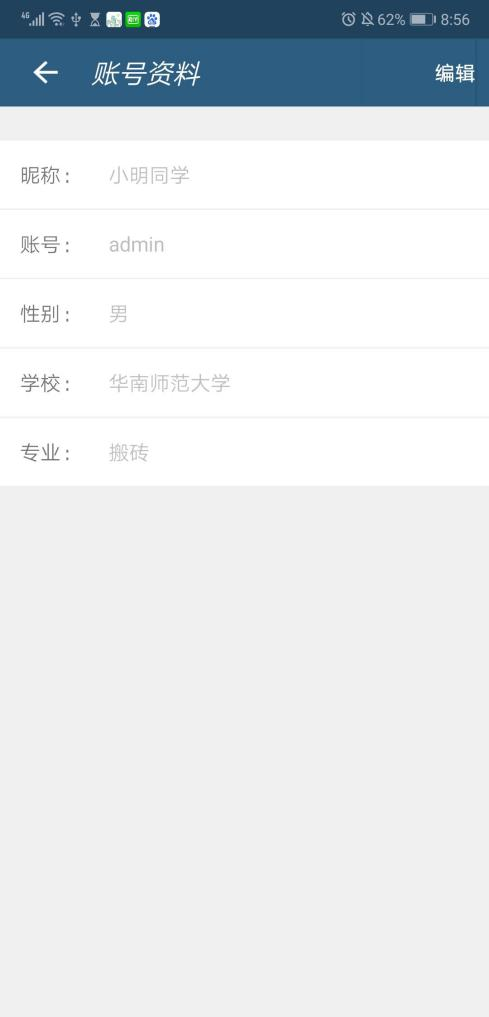 4G 62% 8:56
账号资料 编辑
昵称： 小明同学
账号： admin
性别： 男
学校： 华南师范大学
专业： 搬砖